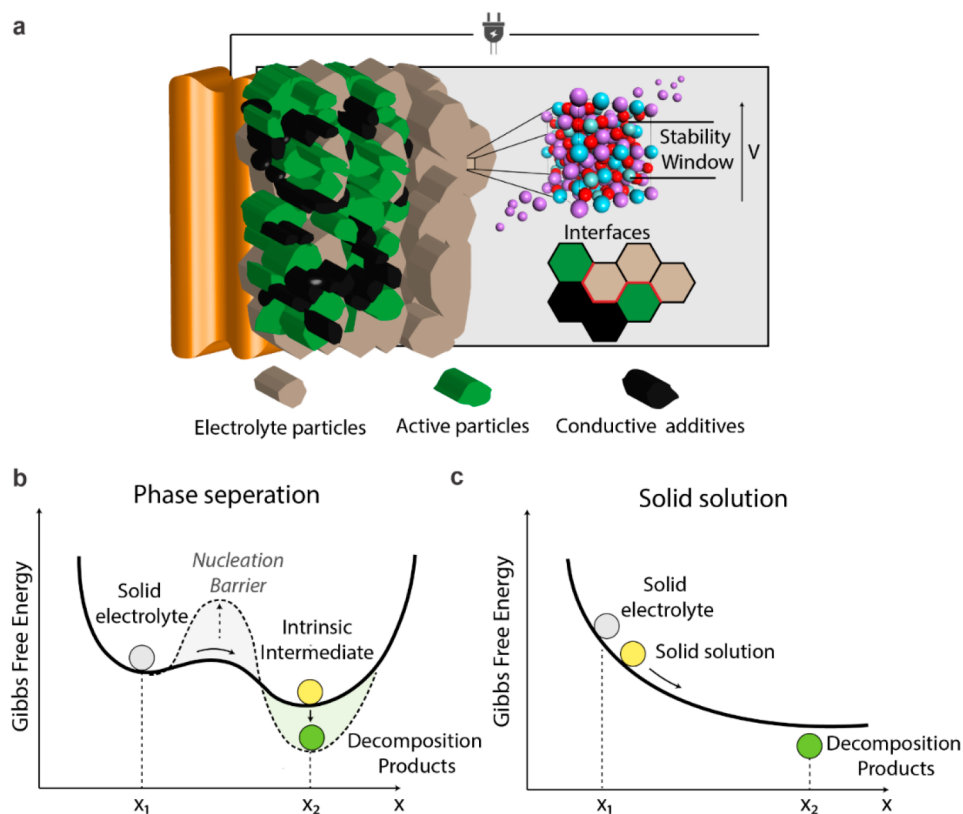 a
Stability
Window
V
Interfaces
Electrolyte particles
Active particles
Conductive additives
b
Phase seperation
Gibbs Free Energy
Nucleation
Barrier
Solid
electrolyte
Intrinsic
Intermediate
Decomposition
Products
X₁
X₂
X
c
Solid solution
Gibbs Free Energy
Solid
electrolyte
Solid solution
Decomposition
Products
X₁
X₂
X